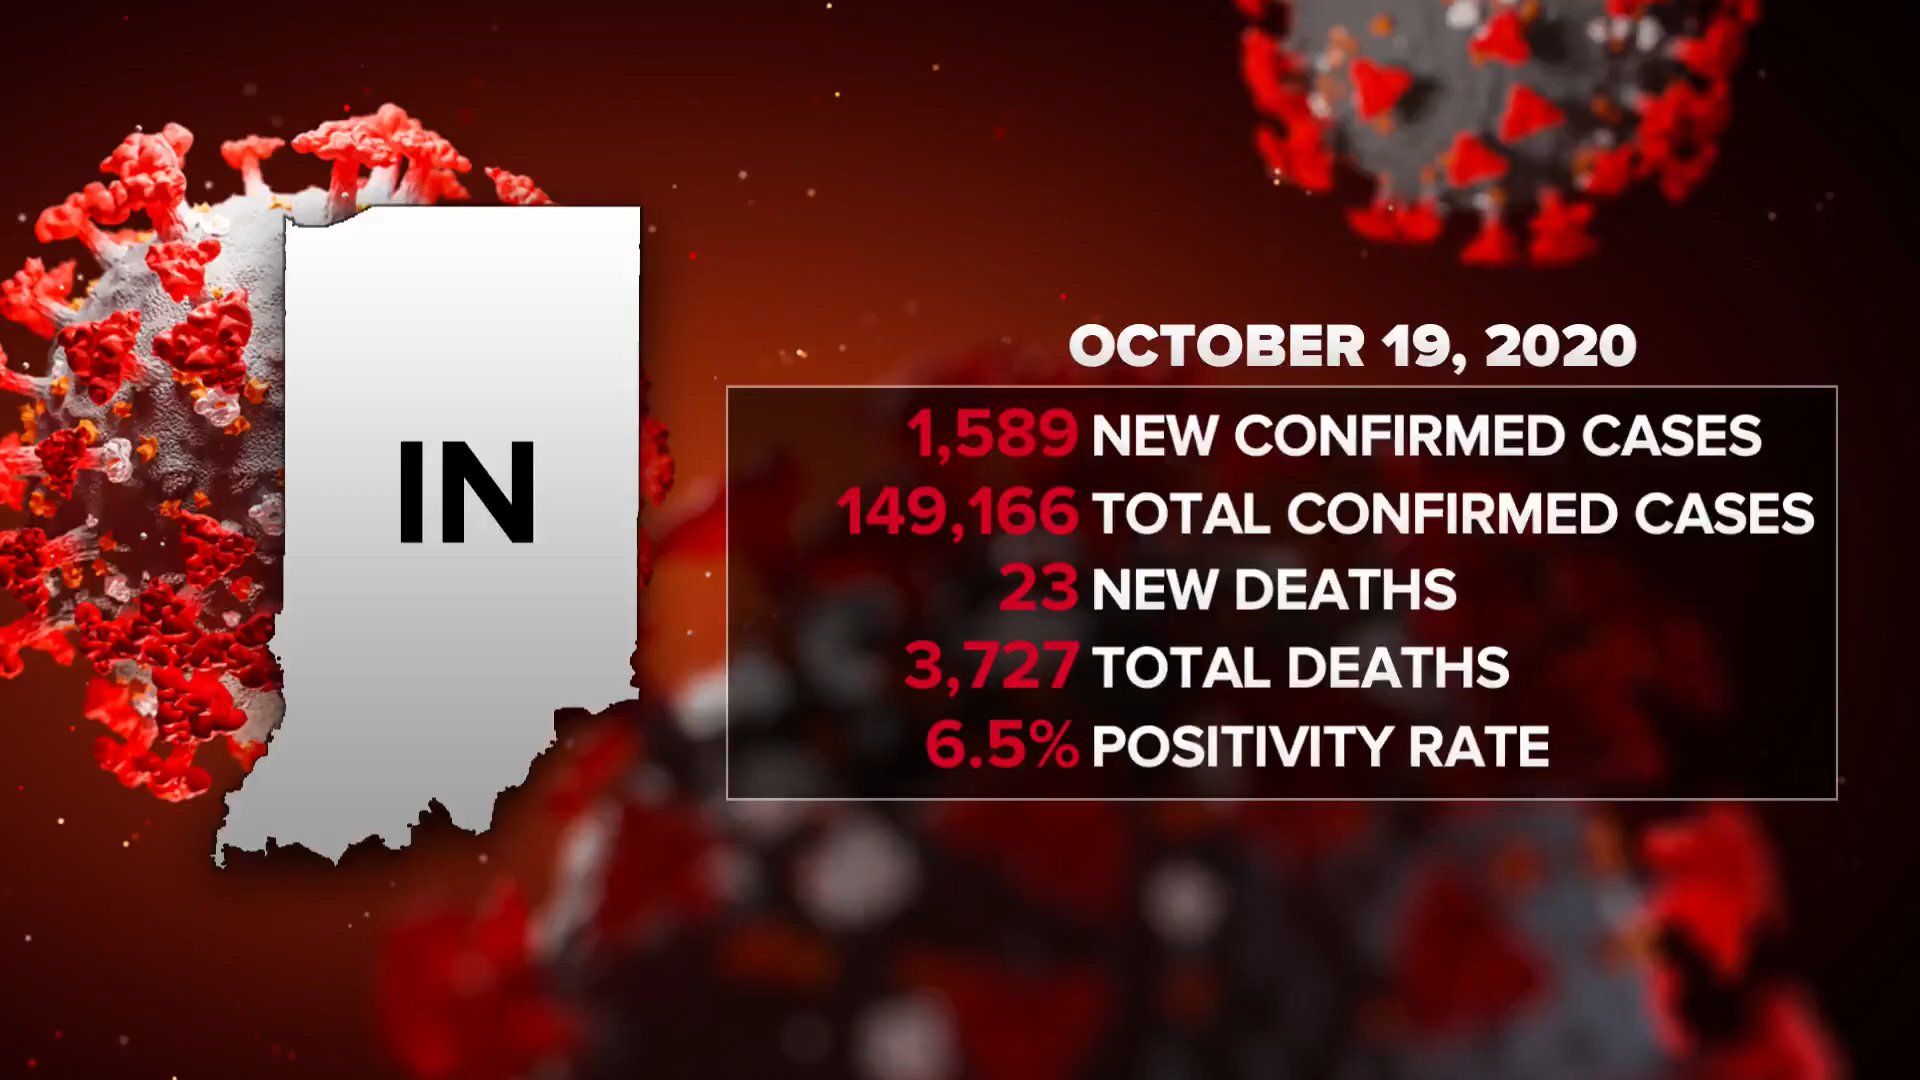 IN
OCTOBER 19, 2020
1,589 NEW CONFIRMED CASES
149,166 TOTAL CONFIRMED CASES
23 NEW DEATHS
3,727 TOTAL DEATHS
6.5% POSITIVITY RATE